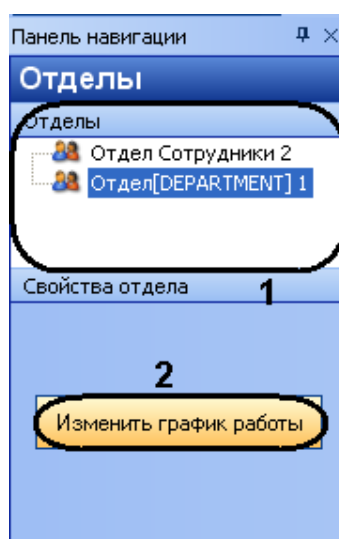 Панель навигации
Отделы
Отделы
Отдел Сотрудники 2
Отдел[DEPARTMENT] 1
Свойства отдела
1
2
Изменить график работы